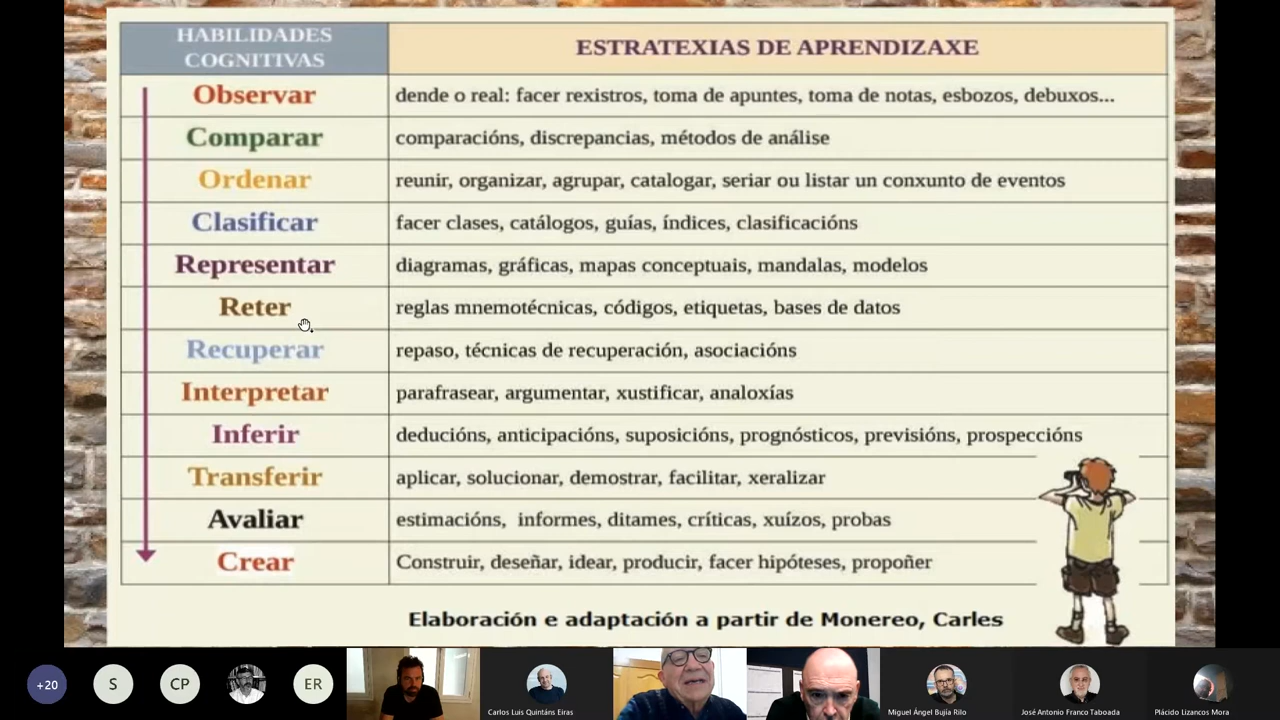 HABILIDADES
COGNITIVAS
ESTRATEXIAS DE APRENDIZAXE
Observar
dende o real: facer rexistros, toma de apuntes, toma de notas, esbozos, debuxos...
Comparar
comparacións, discrepancias, métodos de análise
Ordenar
reunir, organizar, agrupar, catalogar, seriar ou listar un conxunto de eventos
Clasificar
facer clases, catálogos, guías, índices, clasificacións
Representar
diagramas, gráficas, mapas conceptuais, mandalas, modelos
Reter
reglas mnemotécnicas, códigos, etiquetas, bases de datos
Recuperar
repaso, técnicas de recuperación, asociacións
Interpretar
parafrasear, argumentar, xustificar, analoxías
Inferir
deducións, anticipacións, suposicións, prognósticos, previsións, prospeccións
Transferir
aplicar, solucionar, demostrar, facilitar, xeralizar
Avaliar
estimacións, informes, ditames, críticas, xuízos, probas
Crear
Construir, deseñar, idear, producir, facer hipóteses, propoñer
Elaboración e adaptación a partir de Monereo, Carles
+20
S
CP
ER
Carlos Luis Quintáns Eiras
Miguel Ángel Bujía Rilo
José Antonio Franco Taboada
Plácido Lizancos Mora